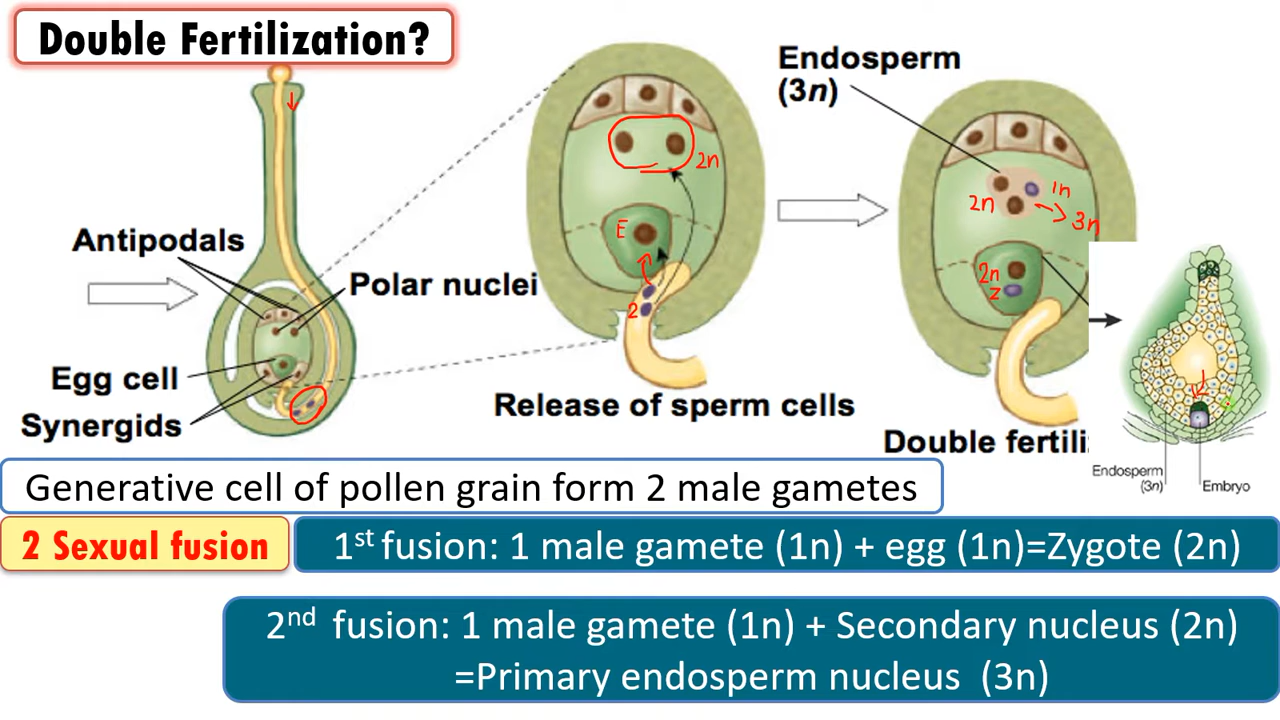 Double Fertilization?
Endosperm
(3n)
2n
1n
2n
3n
E
Antipodals
Polar nuclei
2n
Z
2
Egg cell
Synergids
Release of sperm cells
Double fertili
Endosperm
(3n)
Embryo
Generative cell of pollen grain form 2 male gametes
2 Sexual fusion
1st fusion: 1 male gamete (1n) + egg (1n)=Zygote (2n)
2nd fusion: 1 male gamete (1n) + Secondary nucleus (2n)
=Primary endosperm nucleus (3n)